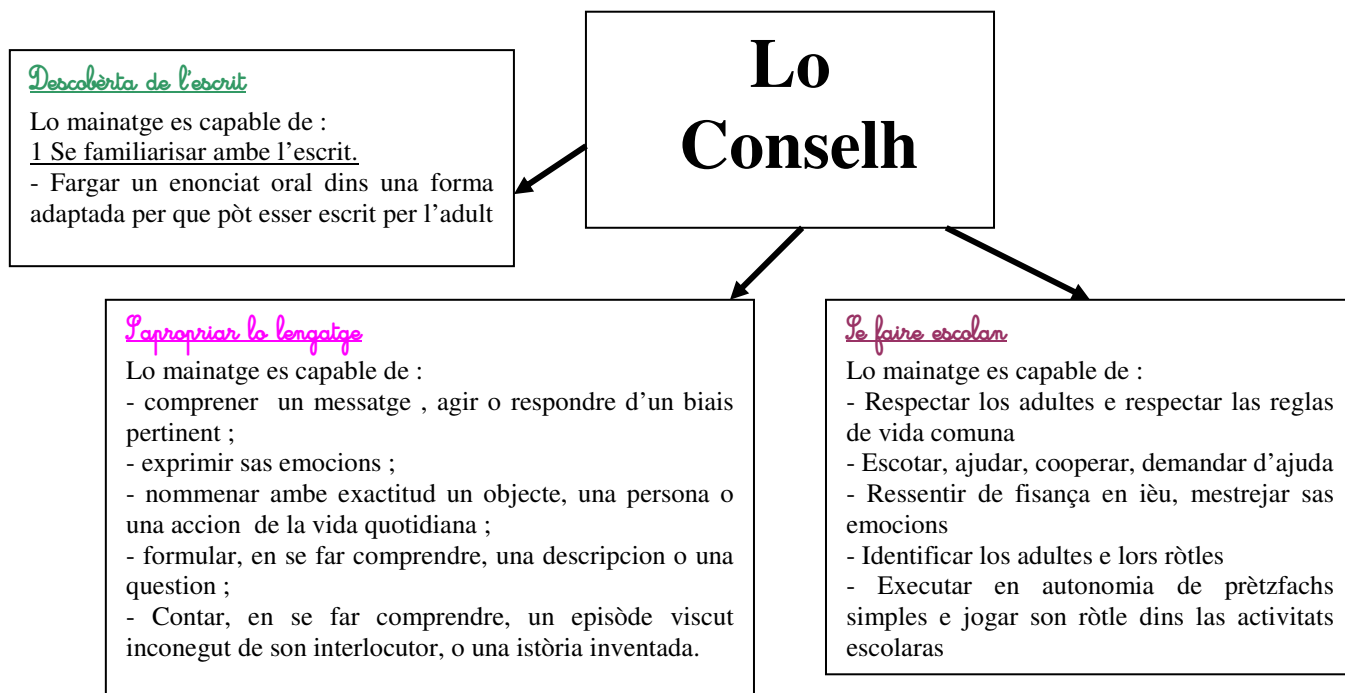 Lo
Conselh
Descobèrta de l'escrit
Lo mainatge es capable de :
1 Se familiarisar ambe l'escrit.
- Fargar un enonciat oral dins una forma
adaptada per que pòt esser escrit per l'adult
S'apropriar lo lengatge
Lo mainatge es capable de :
- comprener un messatge , agir o respondre d'un biais
pertinent ;
- exprimir sas emocions ;
- nommenar ambe exactitud un objecte, una persona o
una accion de la vida quotidiana ;
- formular, en se far comprendre, una descripcion o una
question ;
- Contar, en se far comprendre, un episòde viscut
inconegut de son interlocutor, o una istòria inventada.
Se faire escolan
Lo mainatge es capable de :
- Respectar los adultes e respectar las reglas
de vida comuna
- Escotar, ajudar, cooperar, demandar d'ajuda
- Ressentir de fisança en ièu, mestrejar sas
emocions
- Identificar los adultes e lors ròtles
- Executar en autonomia de prètzfachs
simples e jogar son ròtle dins las activitats
escolaras